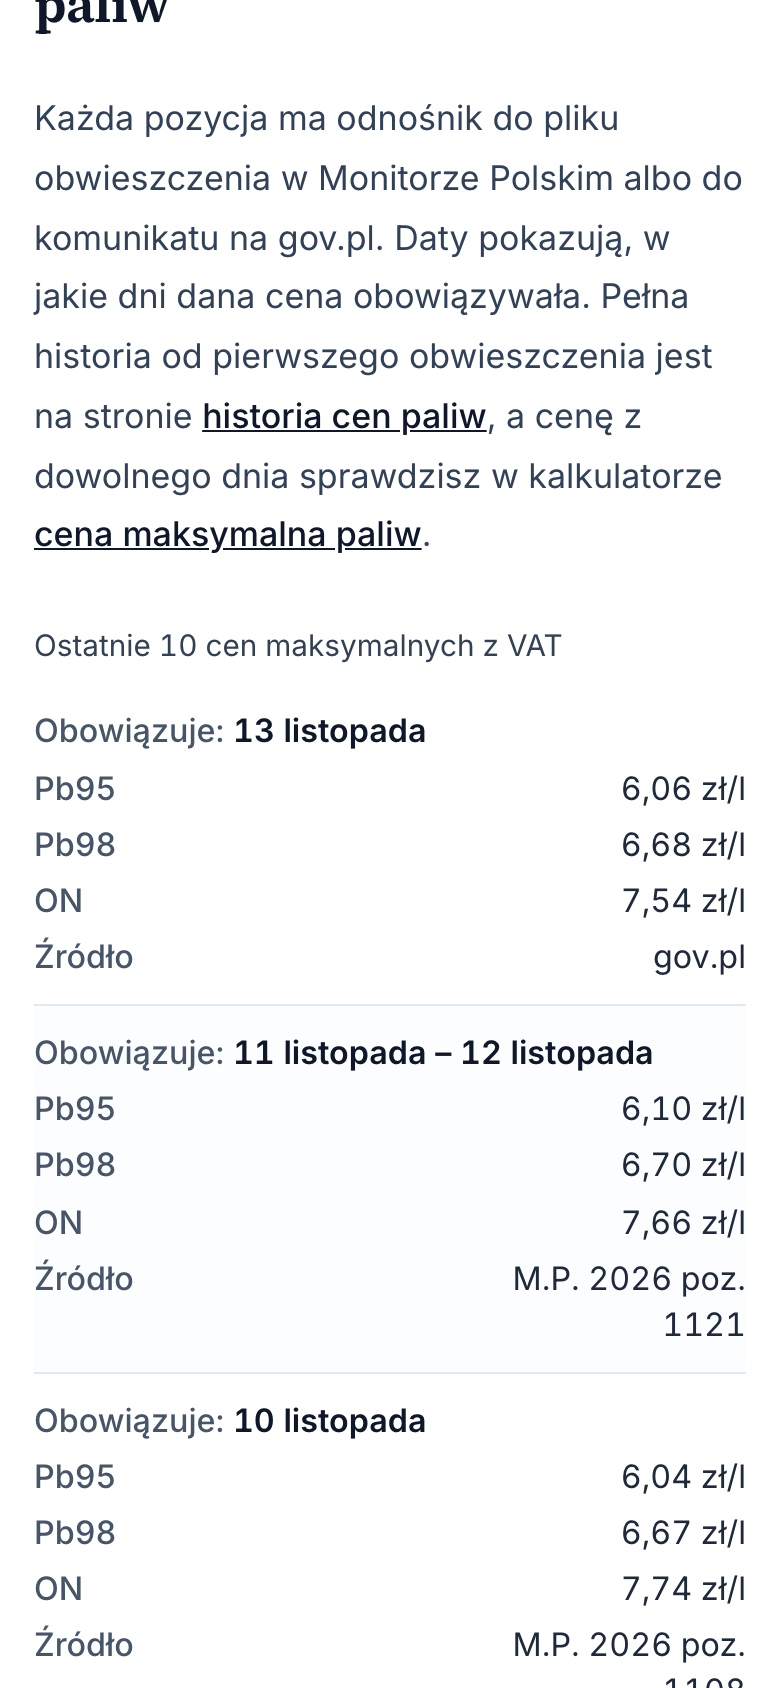 paliw
Każda pozycja ma odnośnik do pliku
obwieszczenia w Monitorze Polskim albo do
komunikatu na gov.pl. Daty pokazują, w
jakie dni dana cena obowiązywała. Pełna
historia od pierwszego obwieszczenia jest
na stronie historia cen paliw, a cenę z
dowolnego dnia sprawdzisz w kalkulatorze
cena maksymalna paliw.
Ostatnie 10 cen maksymalnych z VAT
Obowiązuje: 13 listopada
Pb95 6,06 zł/l
Pb98 6,68 zł/l
ON 7,54 zł/l
Źródło gov.pl
Obowiązuje: 11 listopada – 12 listopada
Pb95 6,10 zł/l
Pb98 6,70 zł/l
ON 7,66 zł/l
Źródło M.P. 2026 poz.
1121
Obowiązuje: 10 listopada
Pb95 6,04 zł/l
Pb98 6,67 zł/l
ON 7,74 zł/l
Źródło M.P. 2026 poz.